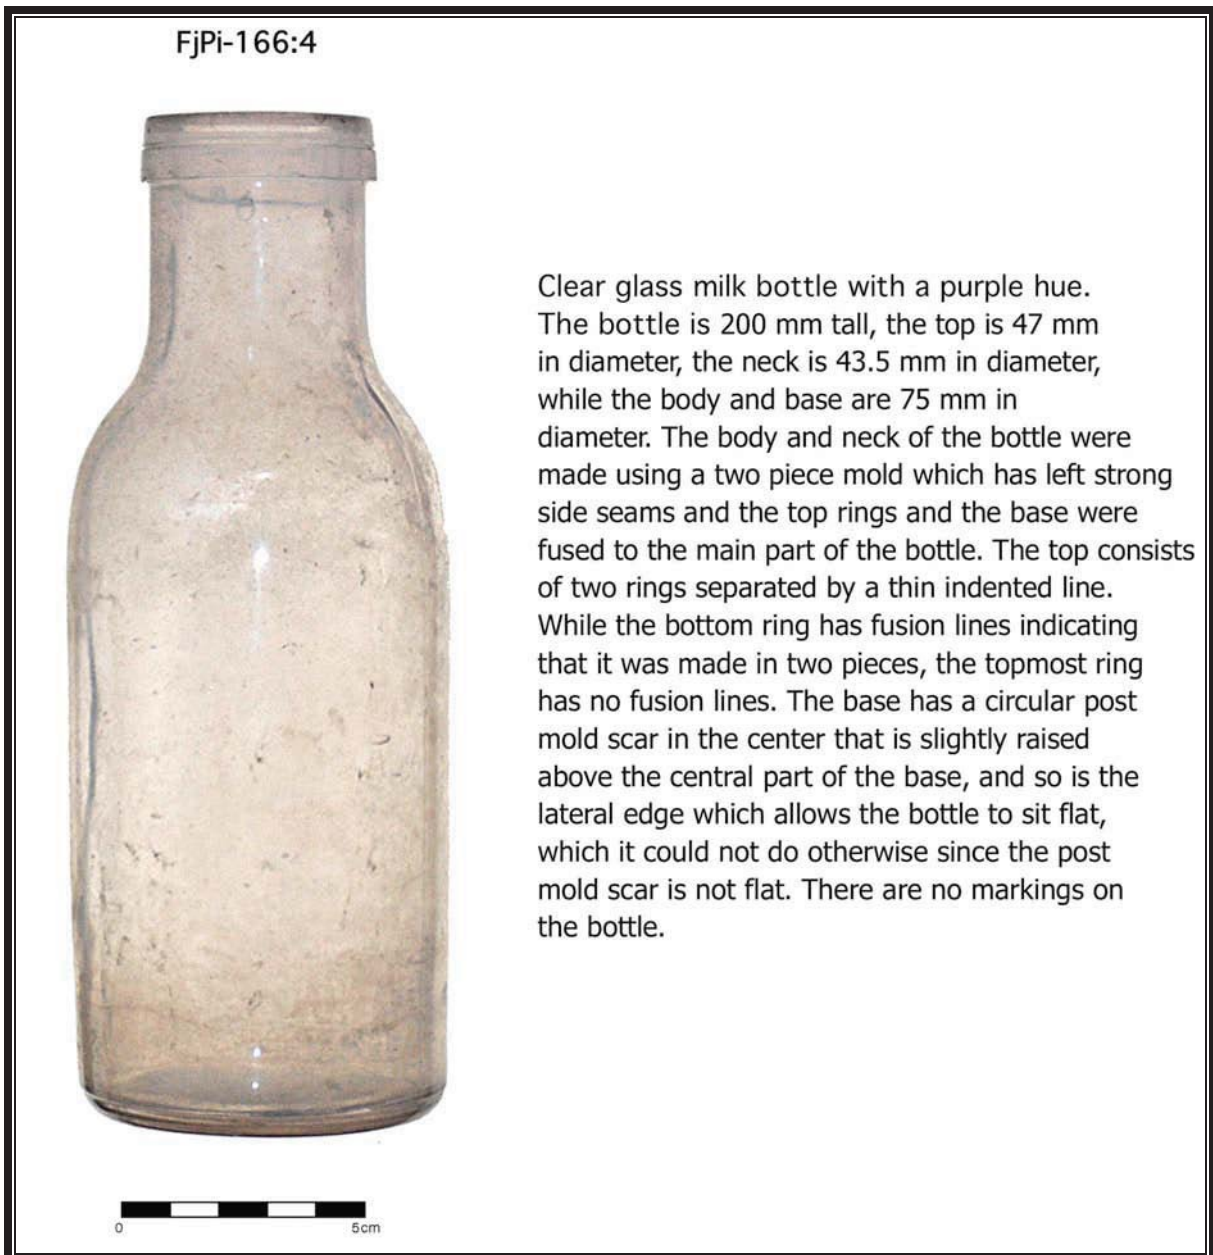 FjPi-166:4
Clear glass milk bottle with a purple hue.
The bottle is 200 mm tall, the top is 47 mm
in diameter, the neck is 43.5 mm in diameter,
while the body and base are 75 mm in
diameter. The body and neck of the bottle were
made using a two piece mold which has left strong
side seams and the top rings and the base were
fused to the main part of the bottle. The top consists
of two rings separated by a thin indented line.
While the bottom ring has fusion lines indicating
that it was made in two pieces, the topmost ring
has no fusion lines. The base has a circular post
mold scar in the center that is slightly raised
above the central part of the base, and so is the
lateral edge which allows the bottle to sit flat,
which it could not do otherwise since the post
mold scar is not flat. There are no markings on
the bottle.
0 5cm